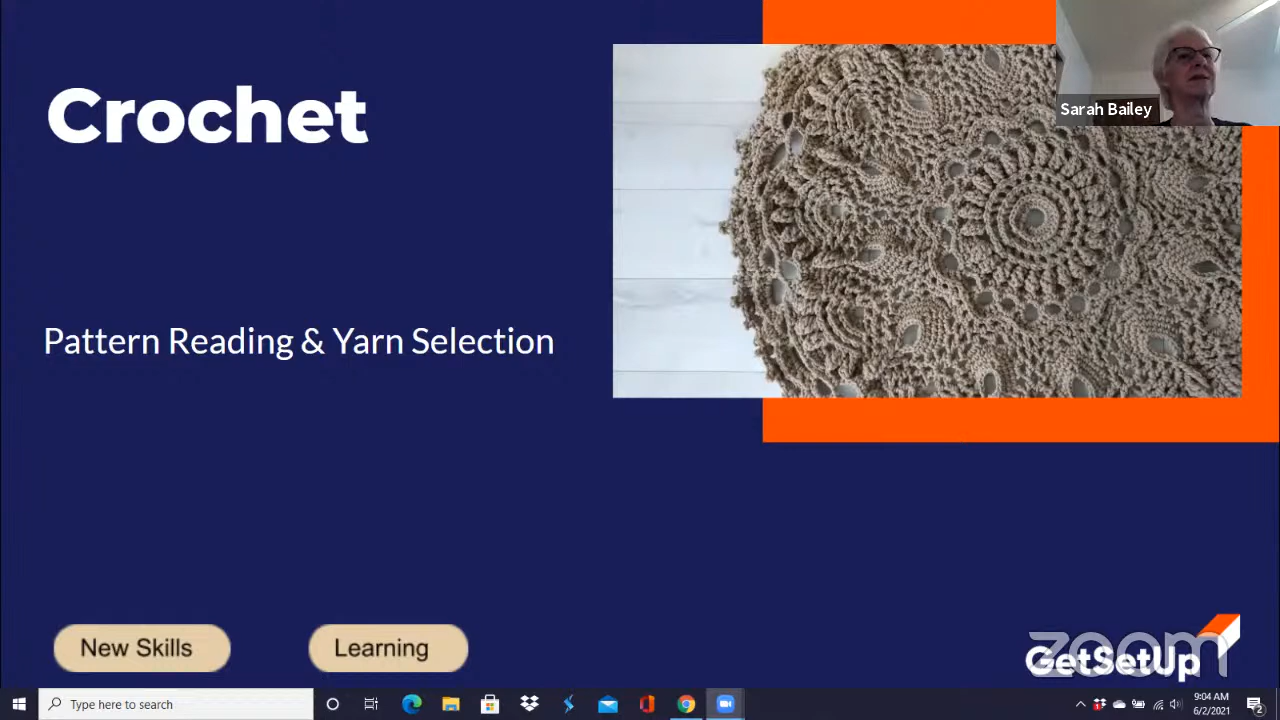 Crochet
Sarah Bailey
Pattern Reading & Yarn Selection
New Skills
Learning
zoom
GetSetUp
Type here to search
9:04 AM
6/2/2021
2